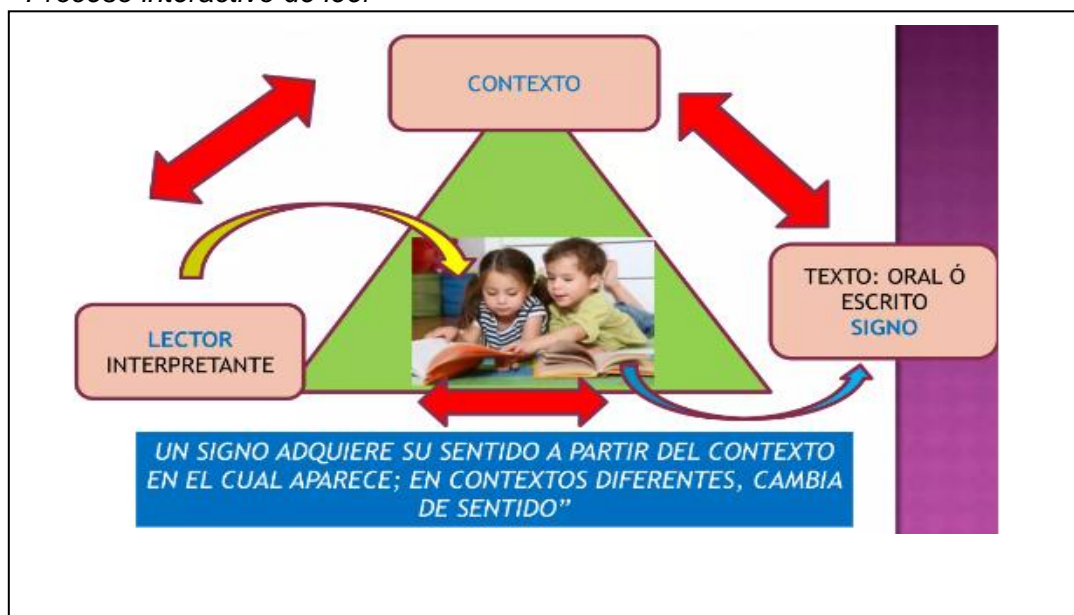 Proceso interactivo de leer
CONTEXTO
LECTOR
INTERPRETANTE
TEXTO: ORAL Ó
ESCRITO
SIGNO
UN SIGNO ADQUIERE SU SENTIDO A PARTIR DEL CONTEXTO
EN EL CUAL APARECE; EN CONTEXTOS DIFERENTES, CAMBIA
DE SENTIDO”